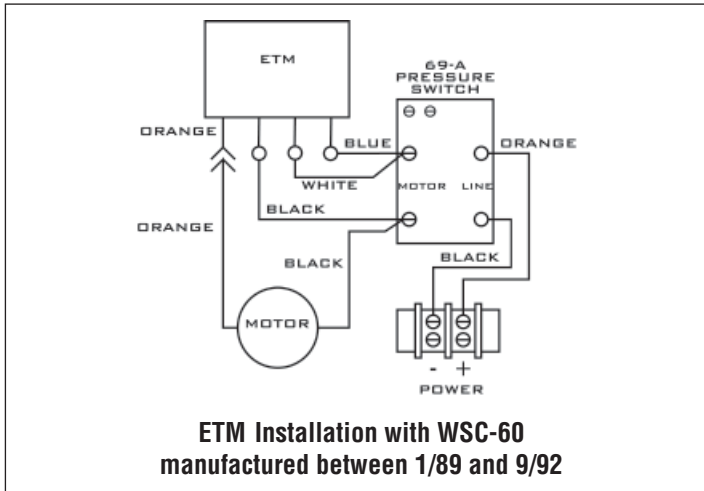 ETM
69-A
PRESSURE
SWITCH
ORANGE
BLUE
ORANGE
WHITE
MOTOR
LINE
BLACK
ORANGE
BLACK
BLACK
MOTOR
- +
POWER
ETM Installation with WSC-60
manufactured between 1/89 and 9/92